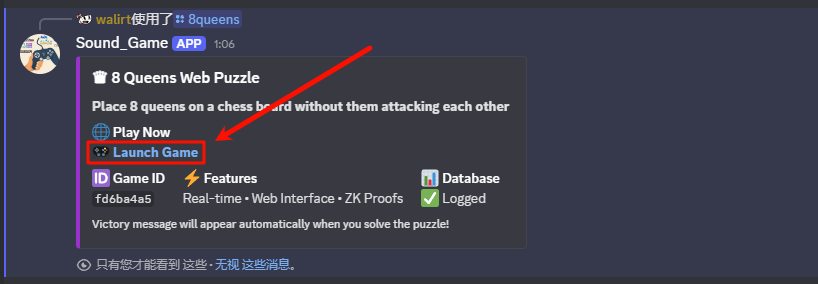 walirt使用了 8queens
Sound_Game APP 1:06
8 Queens Web Puzzle
Place 8 queens on a chess board without them attacking each other
Play Now
Launch Game
ID Game ID Features Database
fd6ba4a5 Real-time • Web Interface • ZK Proofs Logged
Victory message will appear automatically when you solve the puzzle!
只有您才能看到 这些 · 无视 这些消息。